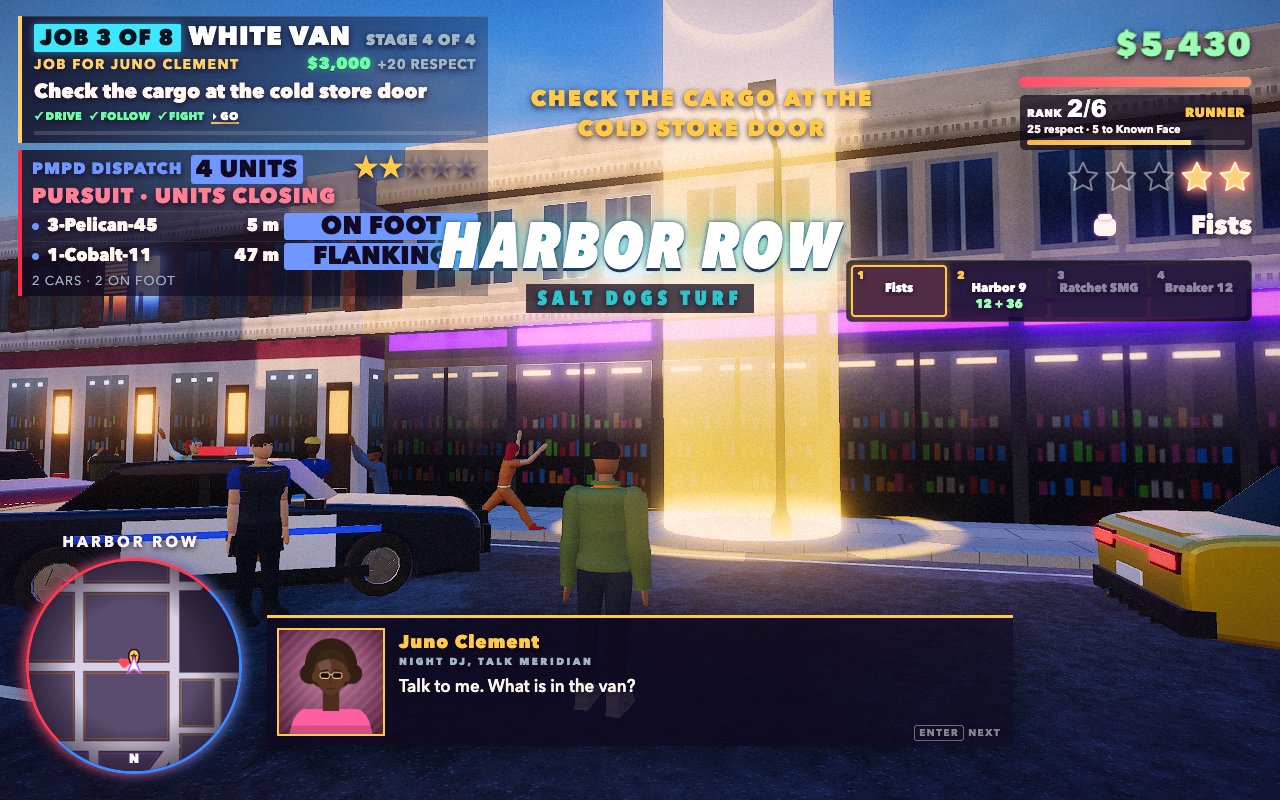 JOB 3 OF 8 WHITE VAN STAGE 4 OF 4
JOB FOR JUNO CLEMENT $3,000 +20 RESPECT
Check the cargo at the cold store door
✓DRIVE ✓FOLLOW ✓FIGHT › GO
PMPD DISPATCH 4 UNITS
PURSUIT · UNITS CLOSING
3-Pelican-45 5 m ON FOOT
1-Cobalt-11 47 m FLANKING
2 CARS · 2 ON FOOT
CHECK THE CARGO AT THE
COLD STORE DOOR
HARBOR ROW
SALT DOGS TURF
$5,430
RANK 2/6 RUNNER
25 respect · 5 to Known Face
Fists
1 Fists
2 Harbor 9
12 + 36
3 Ratchet SMG
4 Breaker 12
HARBOR ROW
N
Juno Clement
NIGHT DJ, TALK MERIDIAN
Talk to me. What is in the van?
ENTER NEXT